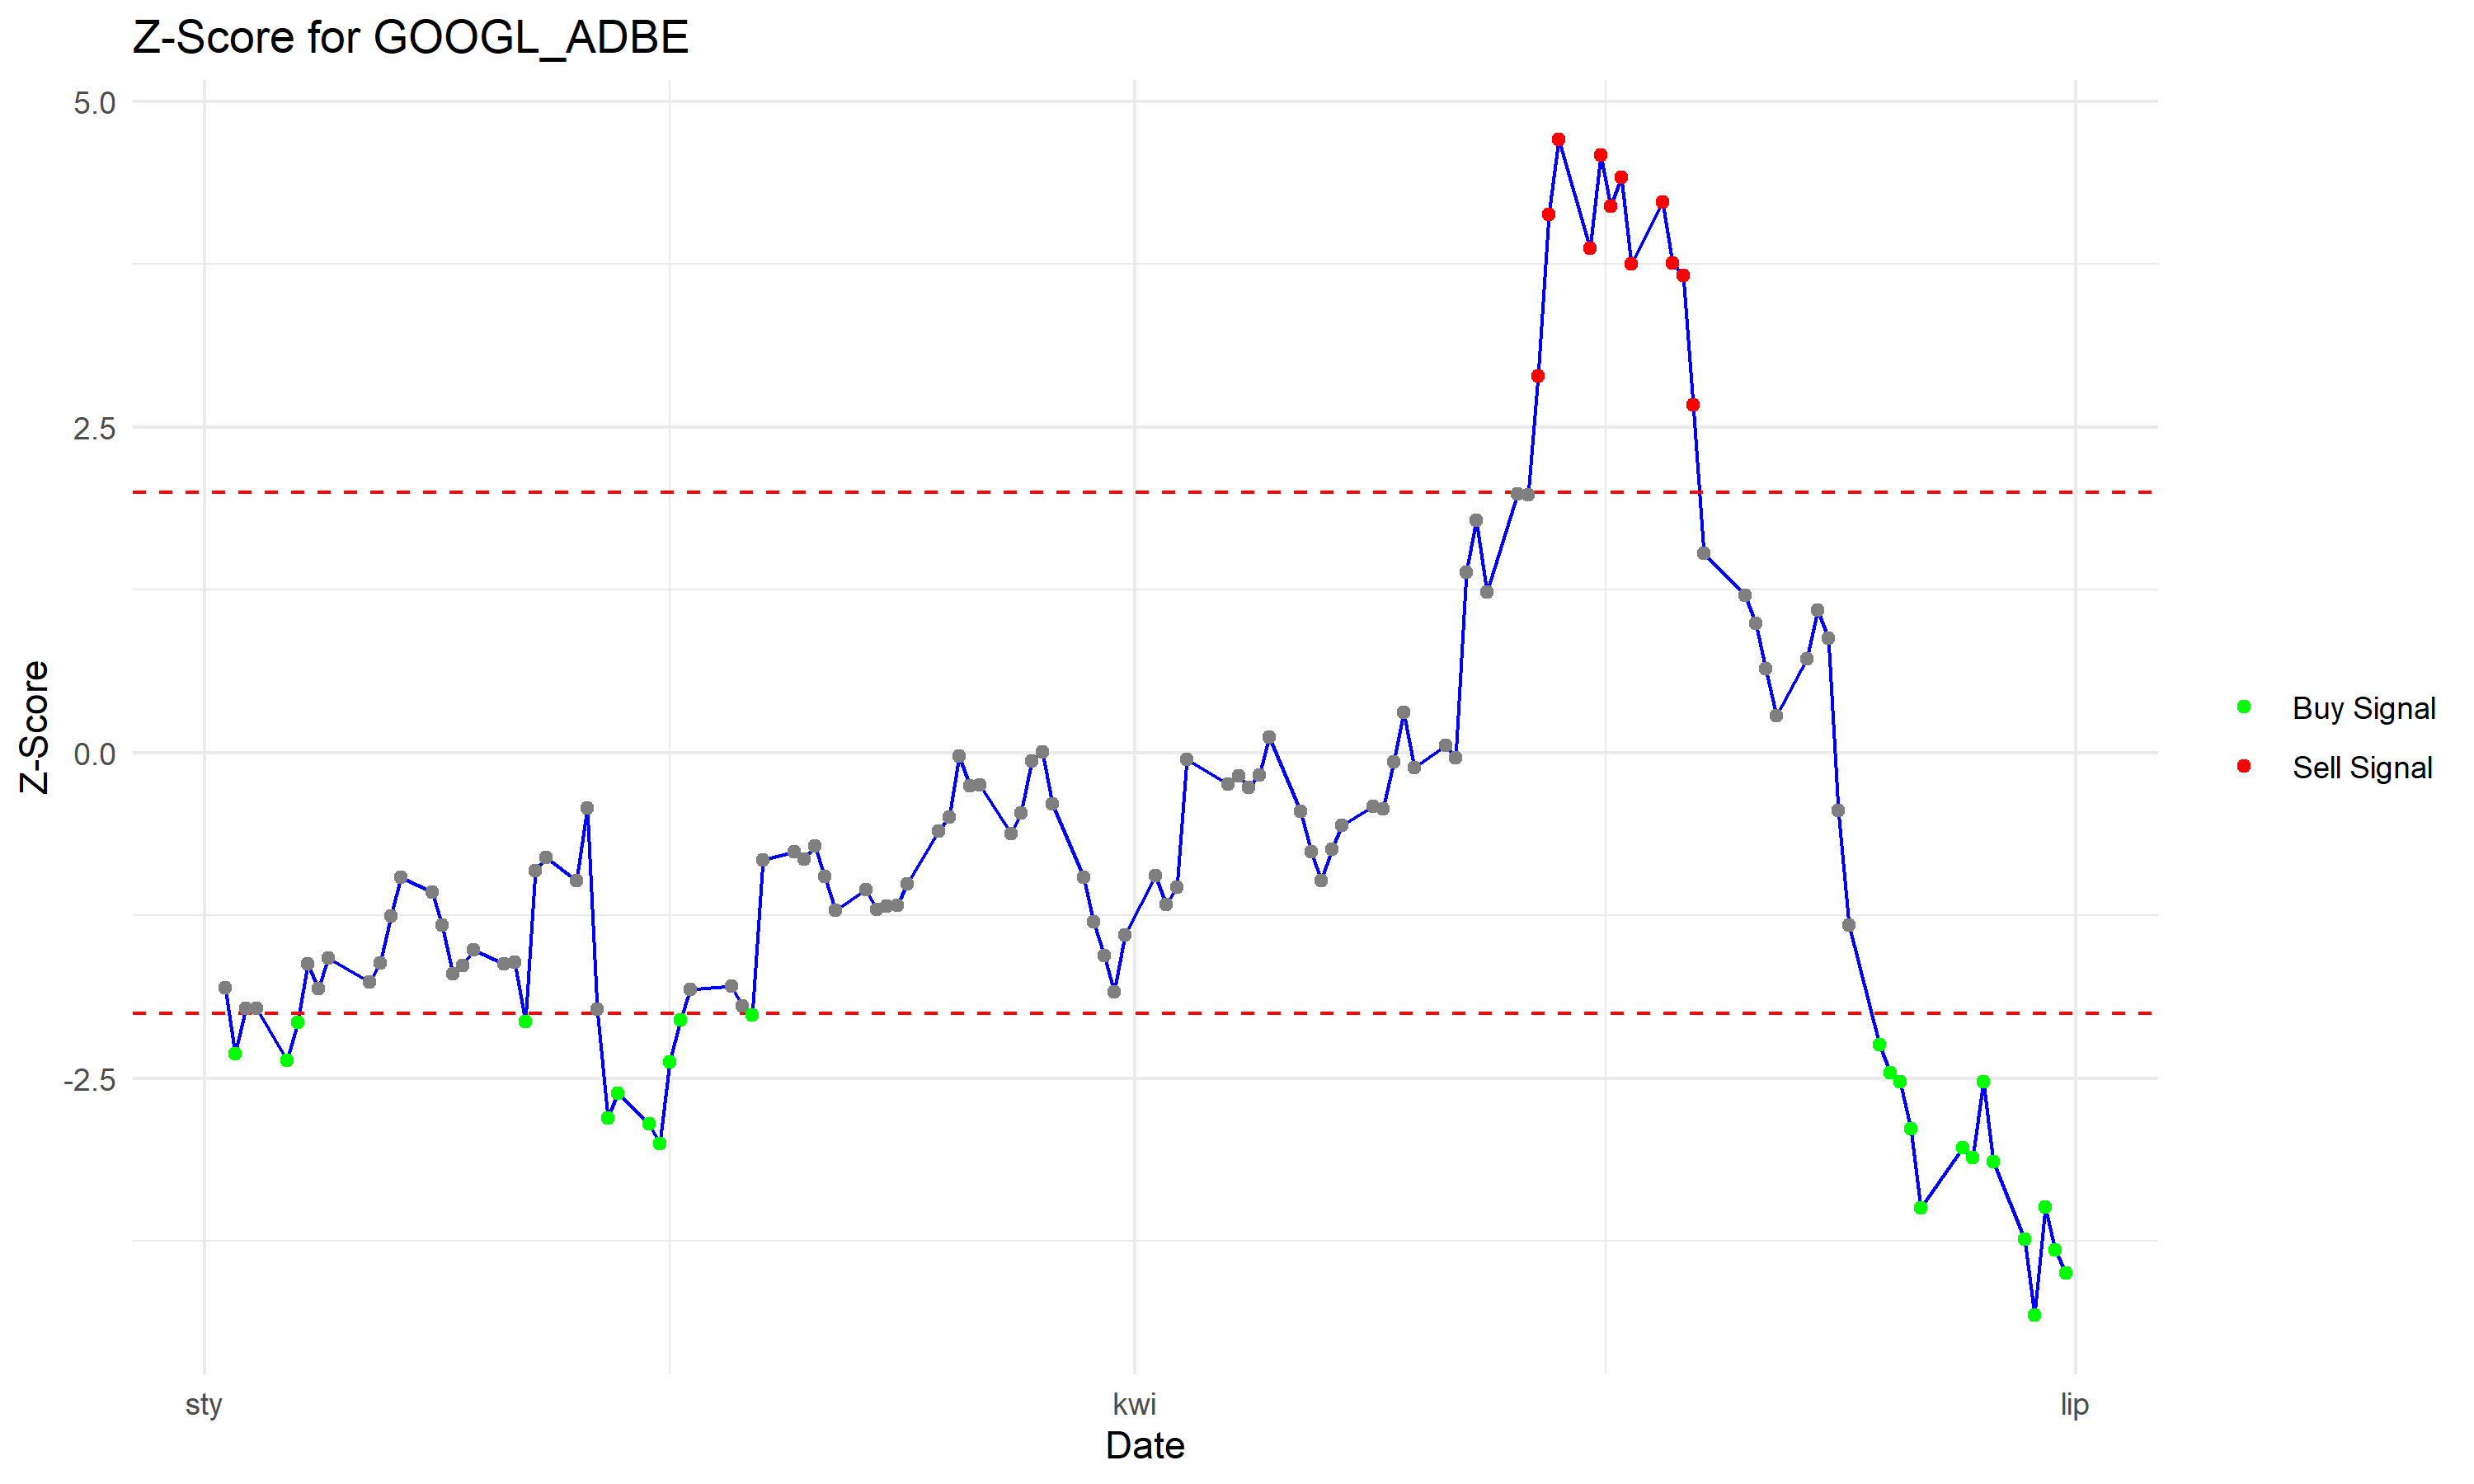 Z-Score for GOOGL_ADBE
5.0
2.5
0.0
-2.5
Z-Score
sty
kwi
lip
Date
Buy Signal
Sell Signal